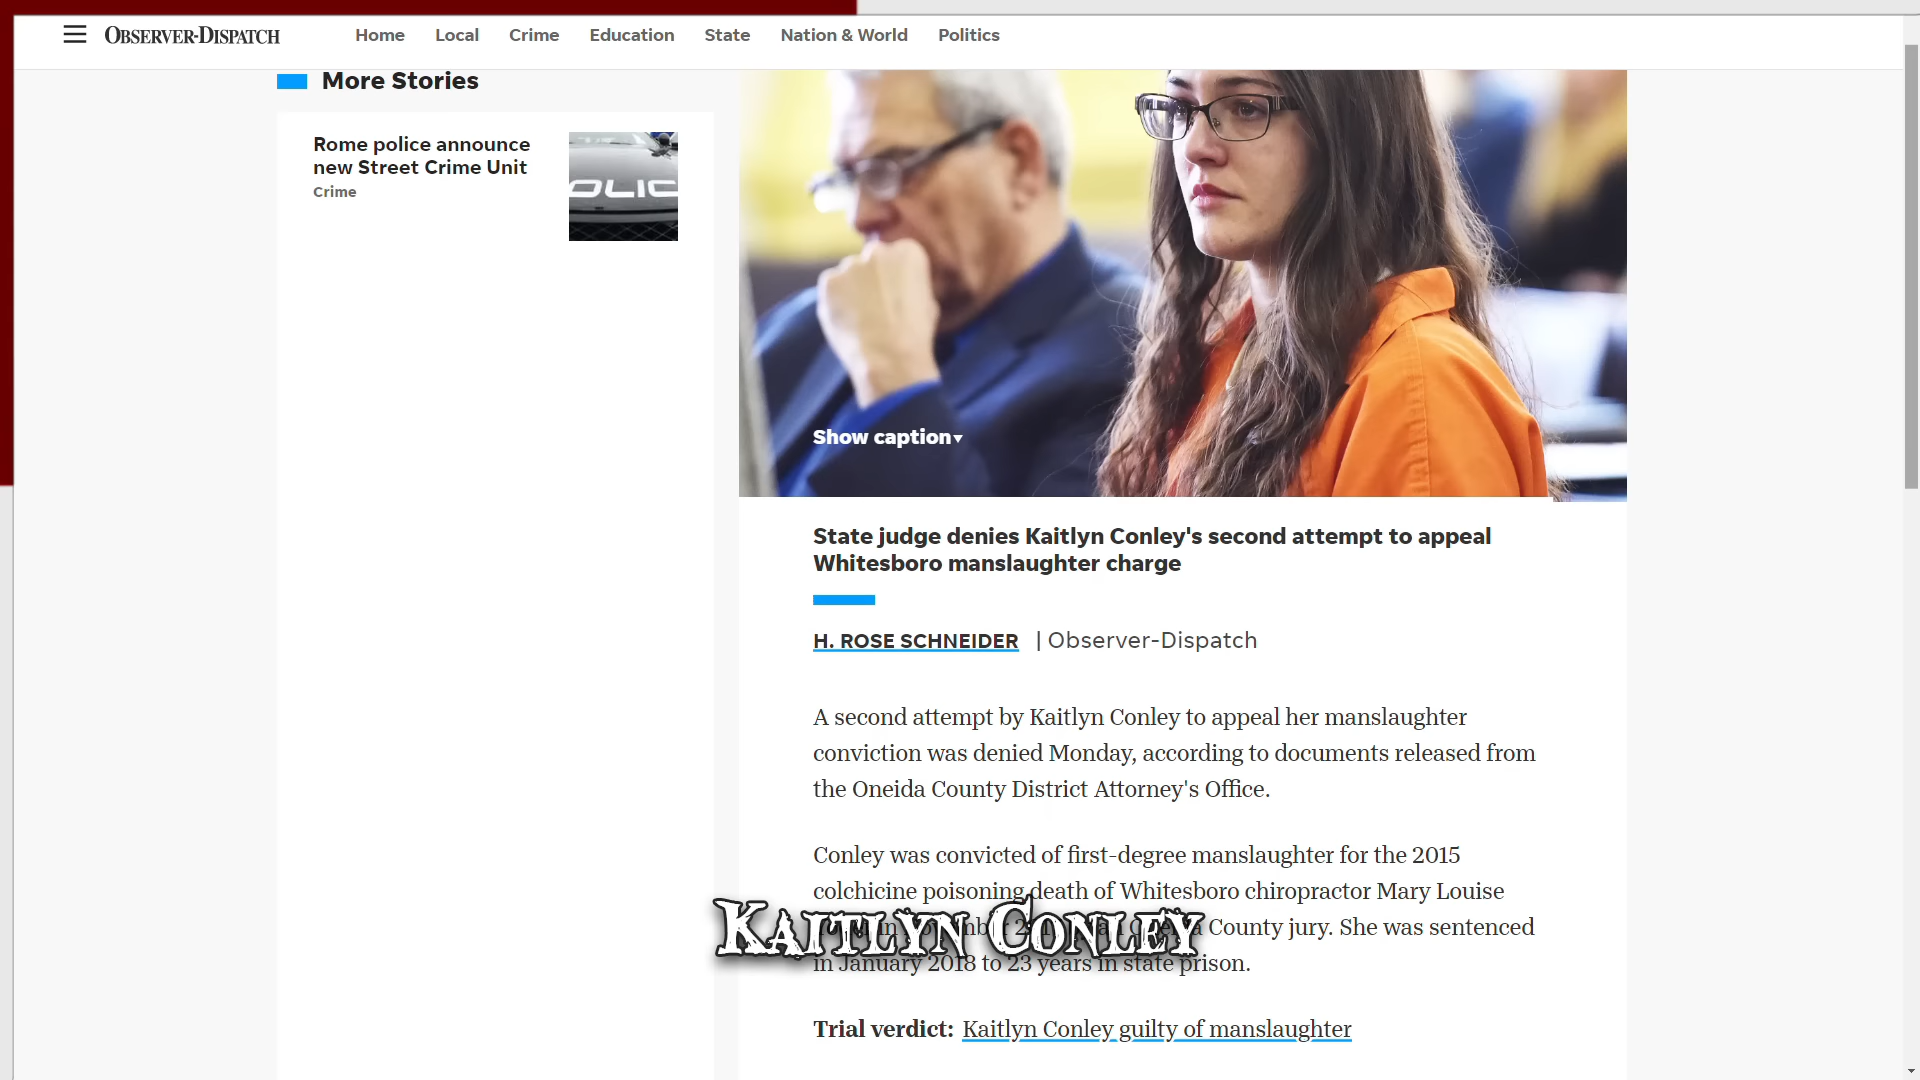 OBSERVER-DISPATCH
Home Local Crime Education State Nation & World Politics
More Stories
Rome police announce
new Street Crime Unit
Crime
OLIC
Show caption
State judge denies Kaitlyn Conley's second attempt to appeal
Whitesboro manslaughter charge
H. ROSE SCHNEIDER | Observer-Dispatch
A second attempt by Kaitlyn Conley to appeal her manslaughter
conviction was denied Monday, according to documents released from
the Oneida County District Attorney's Office.
Conley was convicted of first-degree manslaughter for the 2015
colchicine poisoning death of Whitesboro chiropractor Mary Louise
County jury. She was sentenced
KAITLYN CONLEY
in January 2018 to 23 years in state prison.
Trial verdict: Kaitlyn Conley guilty of manslaughter